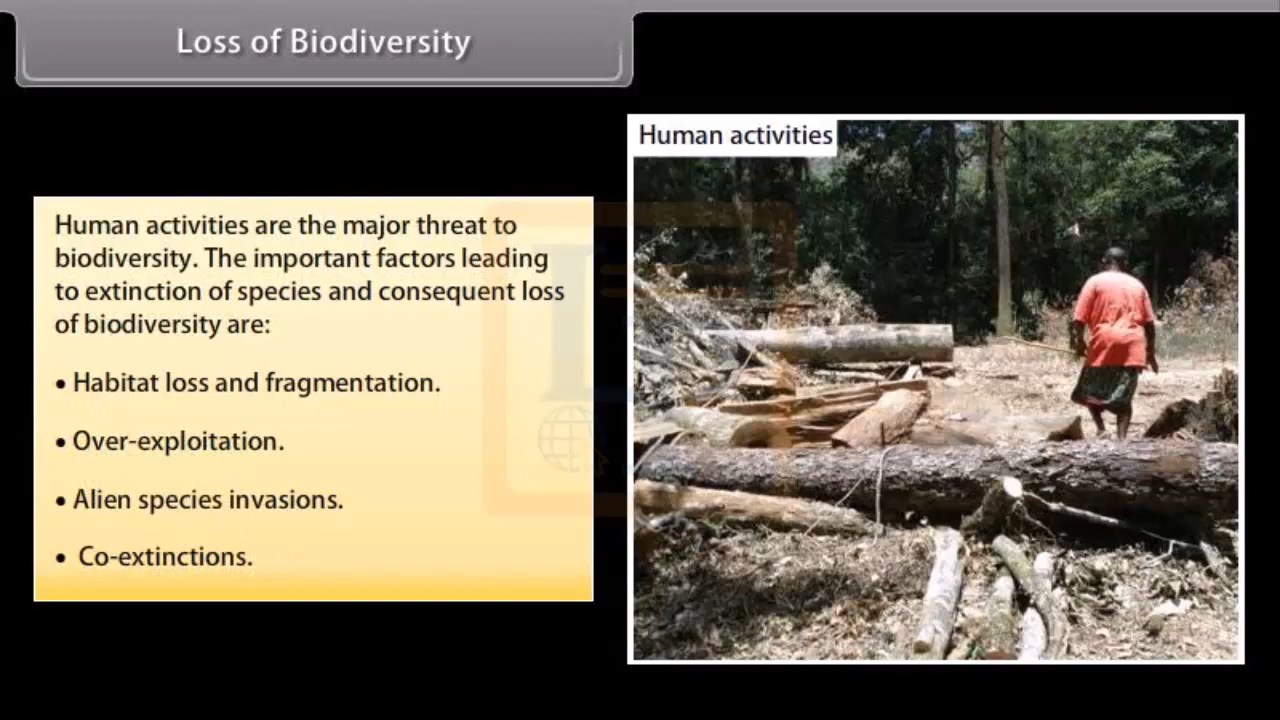 Loss of Biodiversity
Human activities
Human activities are the major threat to
biodiversity. The important factors leading
to extinction of species and consequent loss
of biodiversity are:
• Habitat loss and fragmentation.
• Over-exploitation.
• Alien species invasions.
• Co-extinctions.